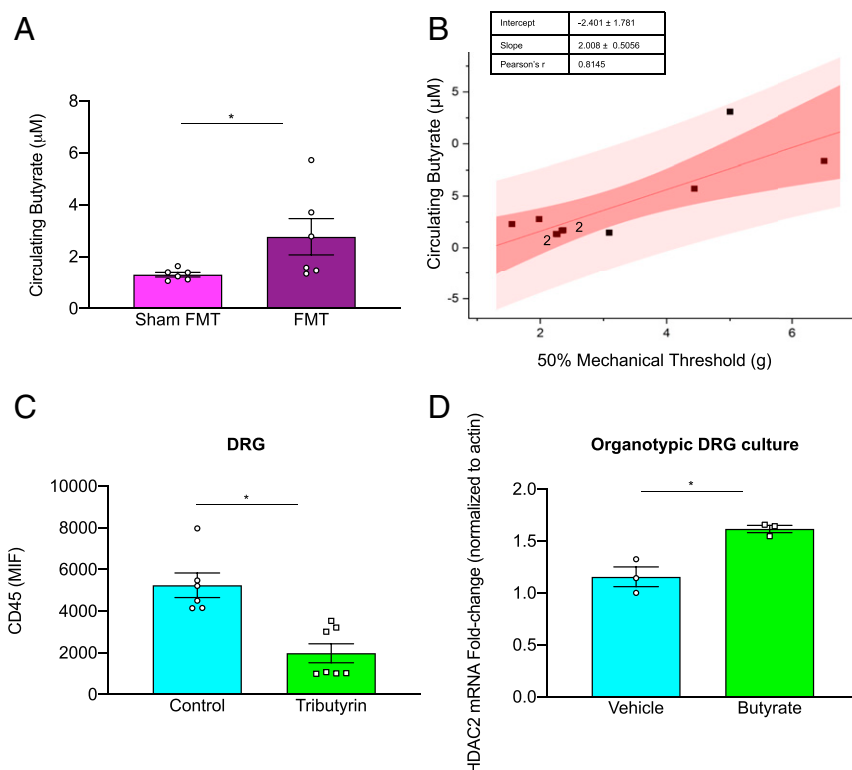 A
Circulating Butyrate (uM)
8
6
4
2
0
*
Sham FMT
FMT
B
Intercept -2.401 ± 1.781
Slope 2.008 ± 0.5056
Pearson's r 0.8145
Circulating Butyrate (µM)
0
5
0
-5
2
2
2
4
6
50% Mechanical Threshold (g)
C
DRG
CD45 (MIF)
10000
8000
6000
4000
2000
0
*
Control
Tributyrin
D
Organotypic DRG culture
HDAC2 mRNA Fold-change (normalized to actin)
2.0
1.5
1.0
0.5
0.0
*
Vehicle
Butyrate